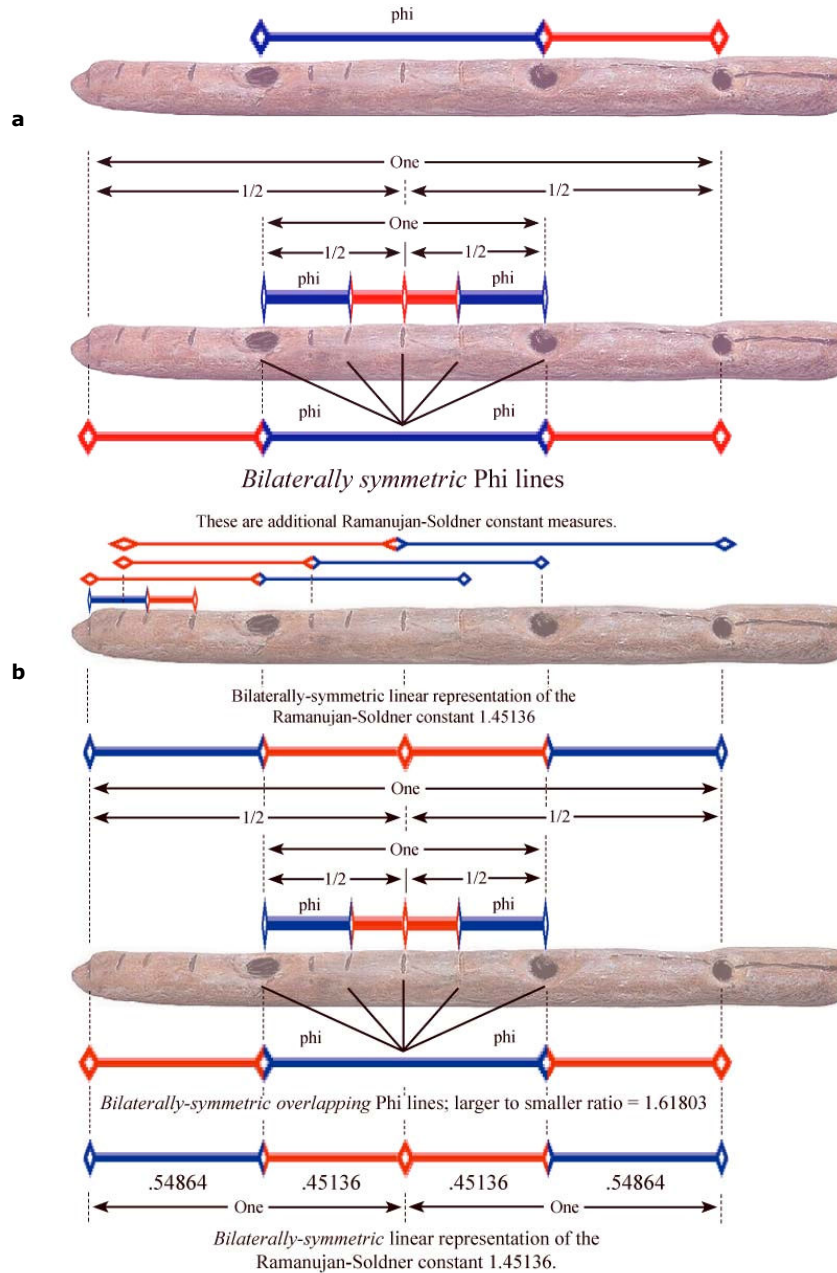 phi
a
One
1/2 1/2
One
1/2 1/2
phi phi
phi phi
Bilaterally symmetric Phi lines
These are additional Ramanujan-Soldner constant measures.
b
Bilaterally-symmetric linear representation of the
Ramanujan-Soldner constant 1.45136
One
1/2 1/2
One
1/2 1/2
phi phi
phi phi
Bilaterally-symmetric overlapping Phi lines; larger to smaller ratio = 1.61803
.54864 .45136 .45136 .54864
One One
Bilaterally-symmetric linear representation of the
Ramanujan-Soldner constant 1.45136.